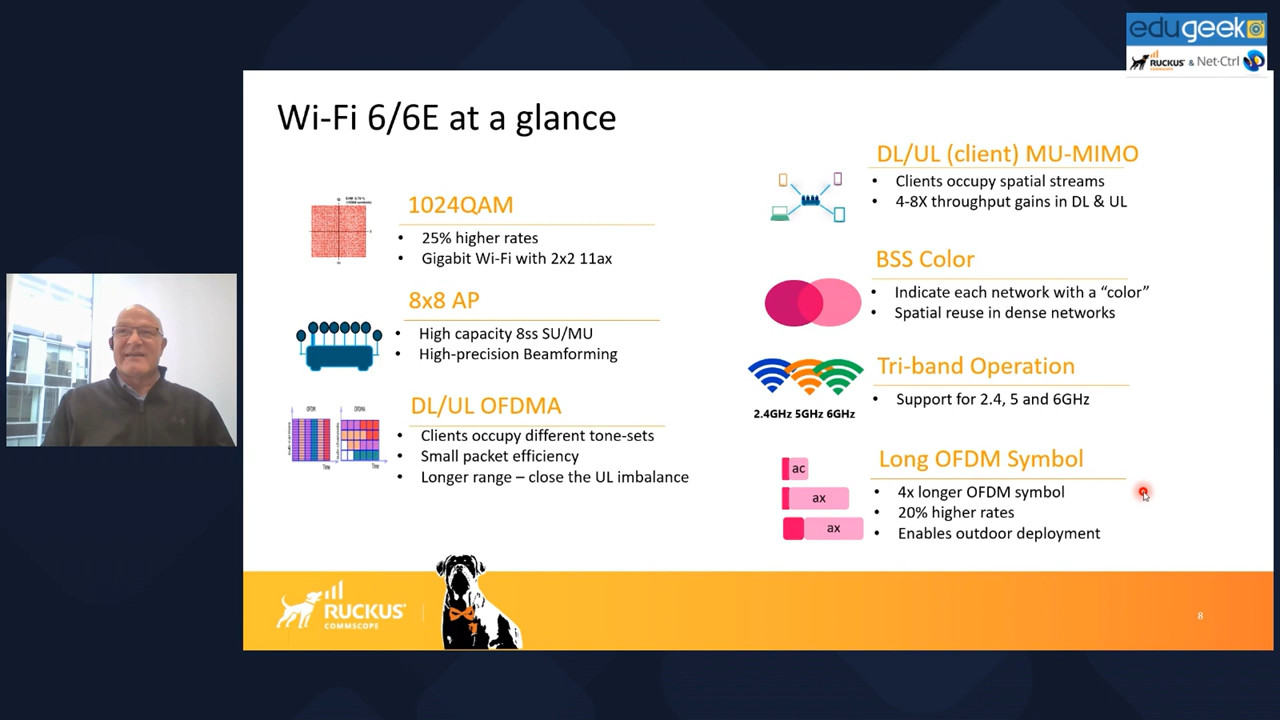 edugeek
RUCKUS & Net-Ctrl
COMMSCOPE
Wi-Fi 6/6E at a glance
1024QAM
• 25% higher rates
• Gigabit Wi-Fi with 2x2 11ax
8x8 AP
• High capacity 8ss SU/MU
• High-precision Beamforming
OFDM
OFDMA
Time
Time
DL/UL OFDMA
• Clients occupy different tone-sets
• Small packet efficiency
• Longer range – close the UL imbalance
DL/UL (client) MU-MIMO
• Clients occupy spatial streams
• 4-8X throughput gains in DL & UL
BSS Color
• Indicate each network with a “color”
• Spatial reuse in dense networks
2.4GHz 5GHz 6GHz
Tri-band Operation
• Support for 2.4, 5 and 6GHz
ac
ax
ax
Long OFDM Symbol
• 4x longer OFDM symbol
• 20% higher rates
• Enables outdoor deployment
RUCKUS
COMMSCOPE
8